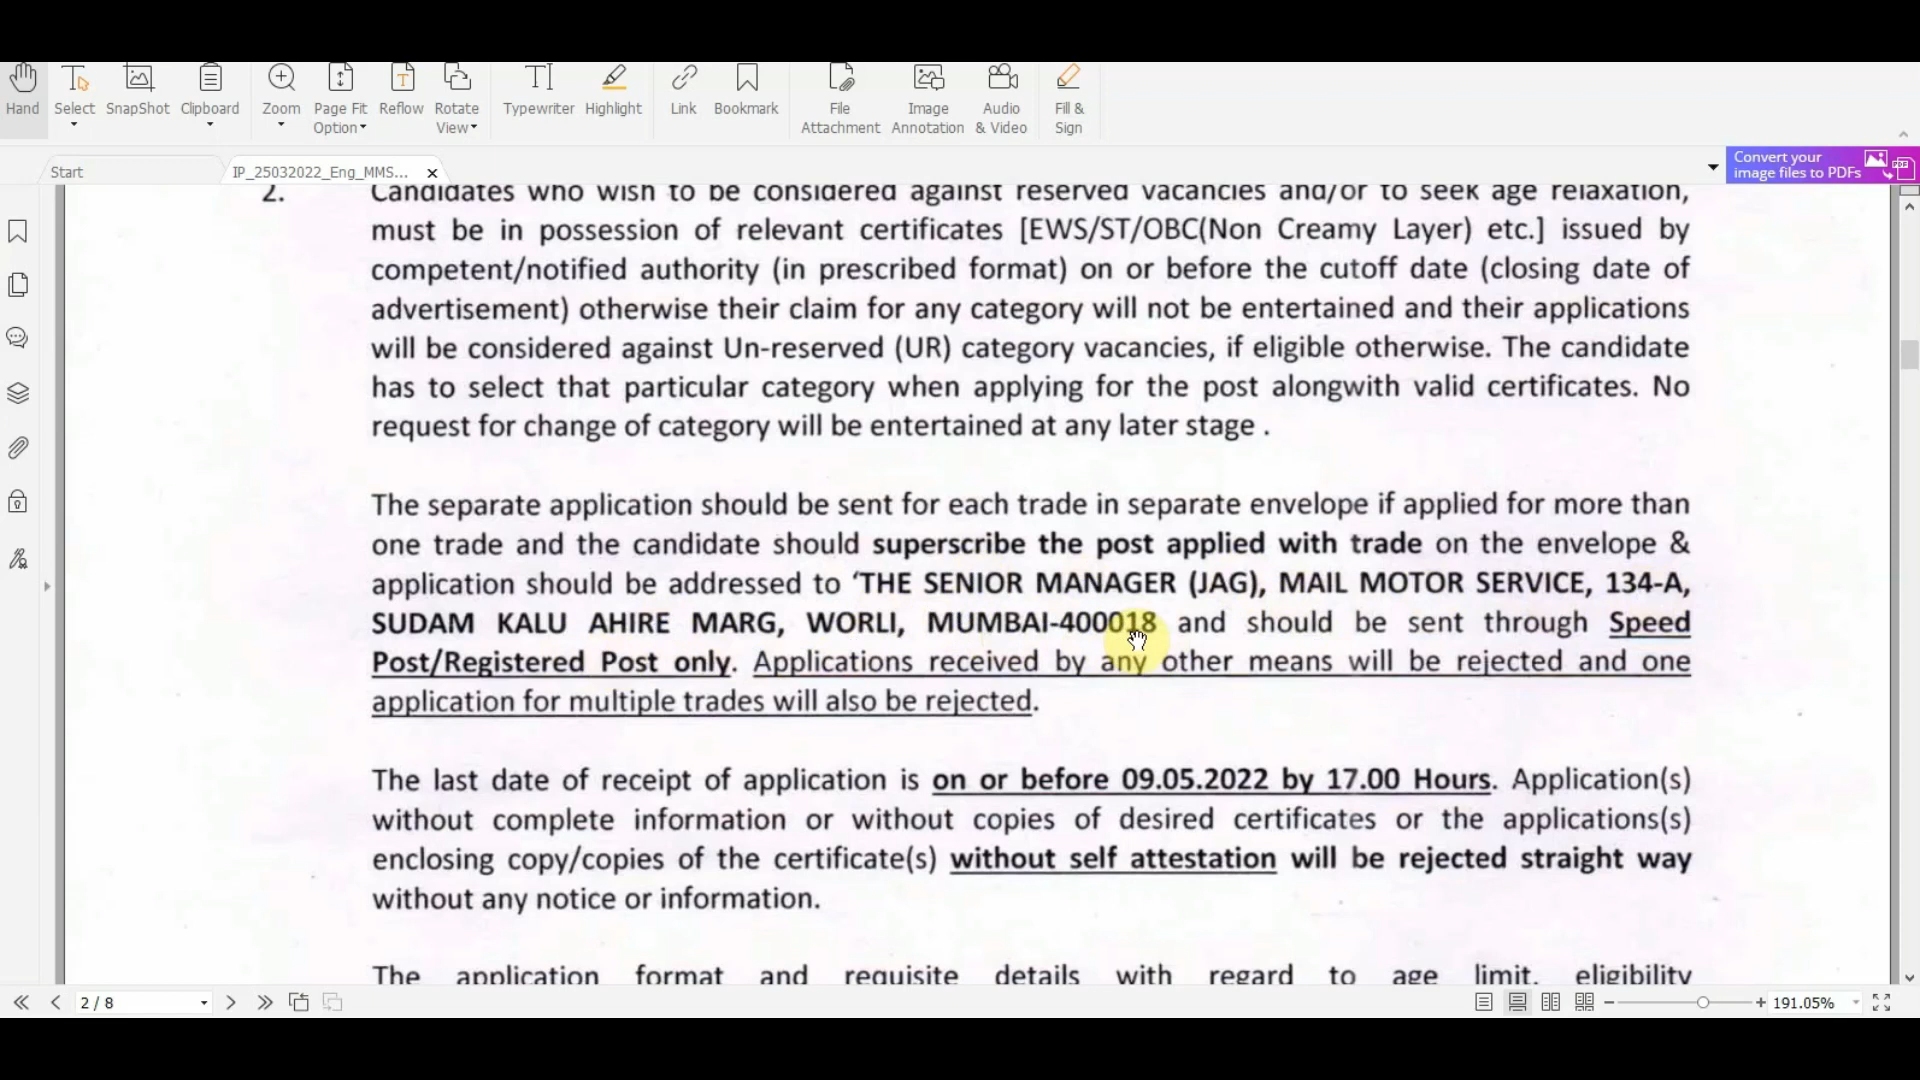 Hand
Select
SnapShot
Clipboard
Zoom
Page Fit
Option
Reflow
Rotate
View
Typewriter
Highlight
Link
Bookmark
File
Attachment
Image
Annotation
Audio
& Video
Fill &
Sign
Start
IP_25032022_Eng_MMS...
Convert your
image files to PDFs
PDF
2. Candidates who wish to be considered against reserved vacancies and/or to seek age relaxation,
must be in possession of relevant certificates [EWS/ST/OBC(Non Creamy Layer) etc.] issued by
competent/notified authority (in prescribed format) on or before the cutoff date (closing date of
advertisement) otherwise their claim for any category will not be entertained and their applications
will be considered against Un-reserved (UR) category vacancies, if eligible otherwise. The candidate
has to select that particular category when applying for the post alongwith valid certificates. No
request for change of category will be entertained at any later stage .
The separate application should be sent for each trade in separate envelope if applied for more than
one trade and the candidate should superscribe the post applied with trade on the envelope &
application should be addressed to ‘THE SENIOR MANAGER (JAG), MAIL MOTOR SERVICE, 134-A,
SUDAM KALU AHIRE MARG, WORLI, MUMBAI-400018 and should be sent through Speed
Post/Registered Post only. Applications received by any other means will be rejected and one
application for multiple trades will also be rejected.
The last date of receipt of application is on or before 09.05.2022 by 17.00 Hours. Application(s)
without complete information or without copies of desired certificates or the applications(s)
enclosing copy/copies of the certificate(s) without self attestation will be rejected straight way
without any notice or information.
The application format and requisite details with regard to age limit, eligibility
2 / 8
191.05%